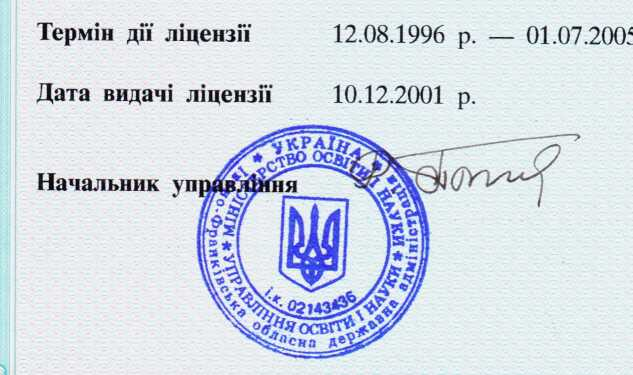 Термін дії ліцензії 12.08.1996 р. — 01.07.2005
Дата видачі ліцензії 10.12.2001 р.
Начальник управління
★ УКРАЇНА ★
Івано-Франківська обласна державна адміністрація
МІНІСТЕРСТВО ОСВІТИ І НАУКИ
★ УПРАВЛІННЯ ОСВІТИ І НАУКИ ★
і.к. 02143436